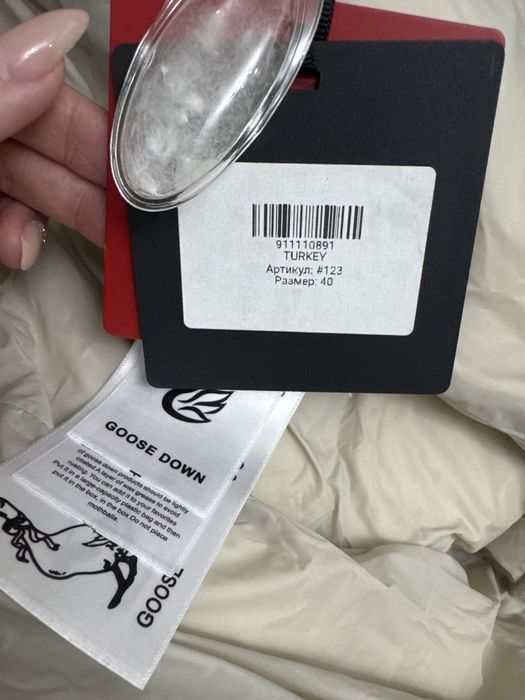 911110891
TURKEY
Артикул: #123
Размер: 40
GOOSE DOWN
of goose down products should be lightly
coated A layer of wax grease to avoid
rusting. You can add it to your favorites
Put it in a large-capacity plastic bag and then
put it in the box, in the box Do not place
mothballs.
GOOSE